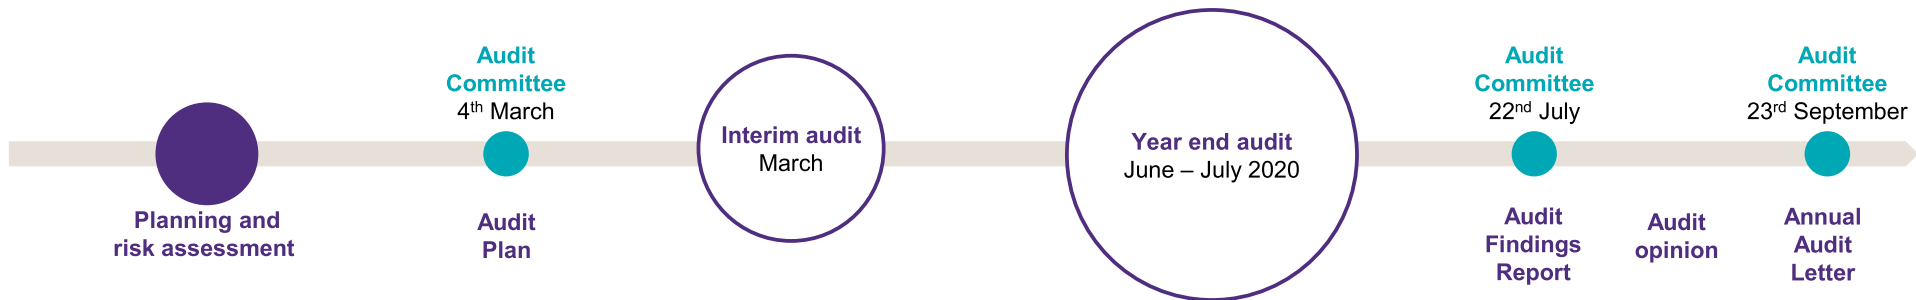 Planning and
risk assessment
Audit
Committee
4th March
Audit
Plan
Interim audit
March
Year end audit
June – July 2020
Audit
Committee
22nd July
Audit
Findings
Report
Audit
opinion
Audit
Committee
23rd September
Annual
Audit
Letter